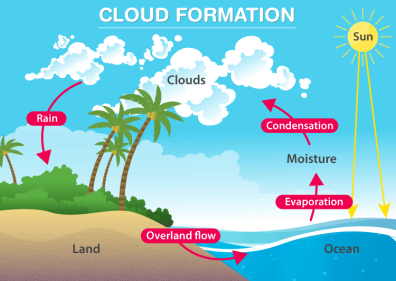 CLOUD FORMATION
Sun
Clouds
Rain
Condensation
Moisture
Evaporation
Overland flow
Land
Ocean